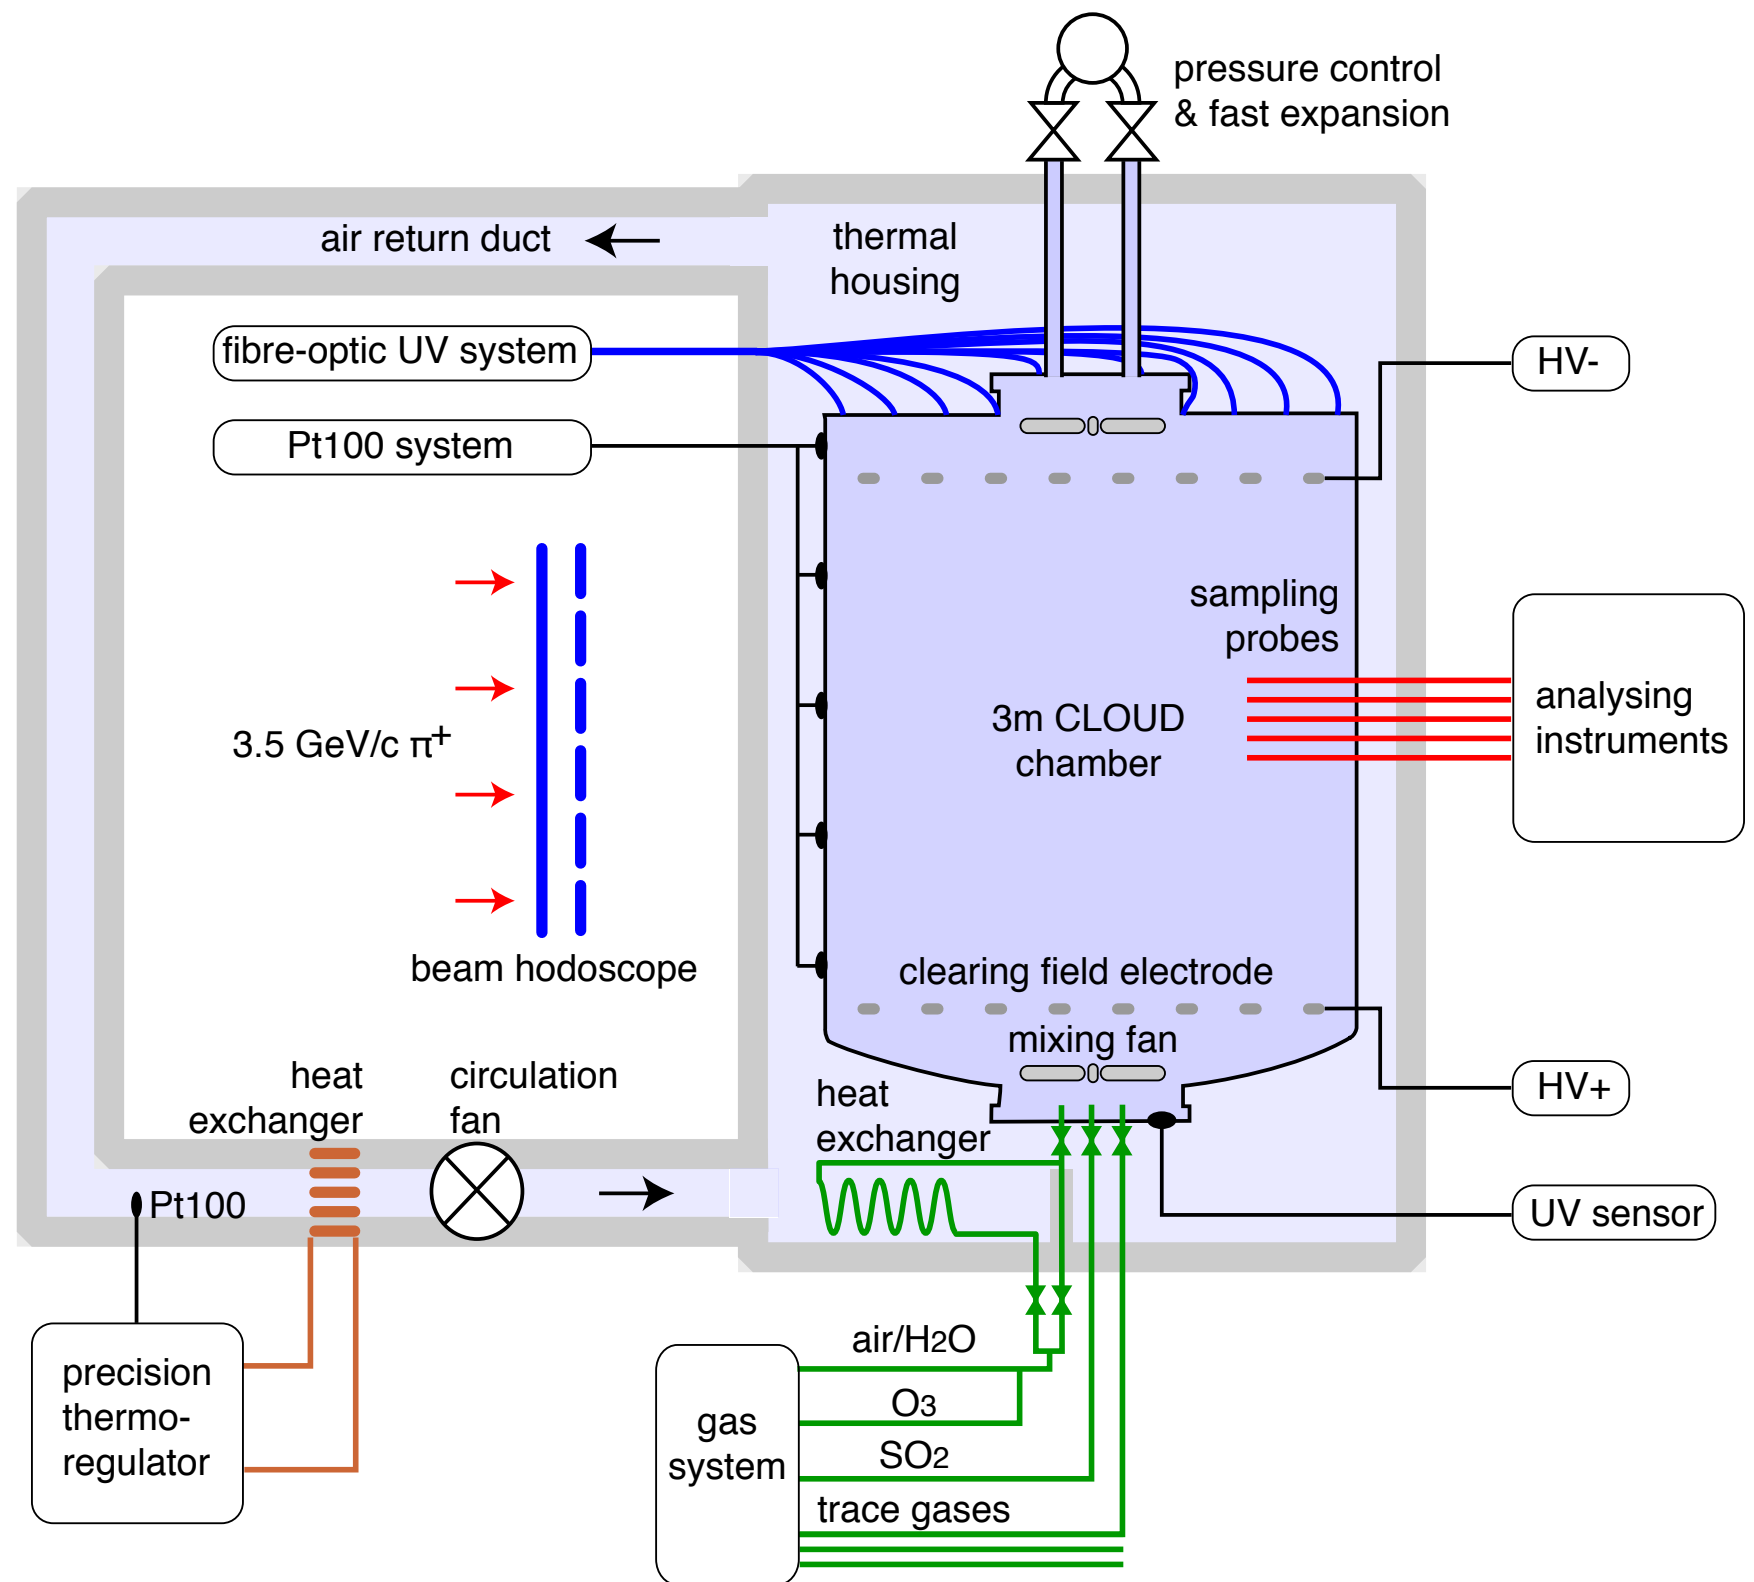 pressure control
& fast expansion
air return duct
thermal
housing
fibre-optic UV system
HV-
Pt100 system
sampling
probes
3m CLOUD
chamber
analysing
instruments
3.5 GeV/c π+
beam hodoscope
clearing field electrode
mixing fan
heat
exchanger
circulation
fan
heat
exchanger
HV+
Pt100
UV sensor
precision
thermo-
regulator
gas
system
air/H2O
O3
SO2
trace gases